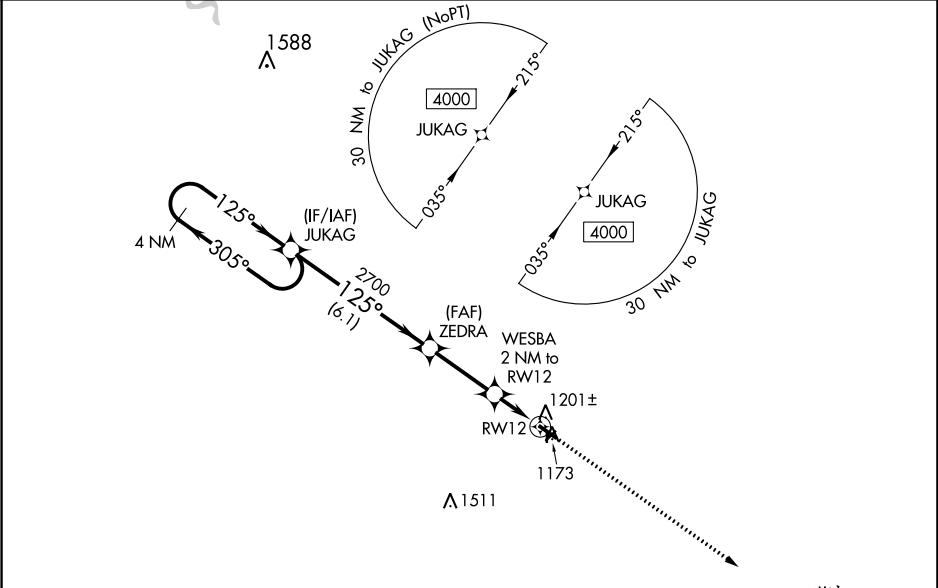 1588
30 NM to JUKAG (NoPT)
4000
JUKAG
215°
035°
215°
JUKAG
4000
035°
30 NM to JUKAG
125°
4 NM
305°
(IF/IAF)
JUKAG
2700
125°
(6.1)
(FAF)
ZEDRA
WESBA
2 NM to
RW12
1201±
RW12
1173
1511